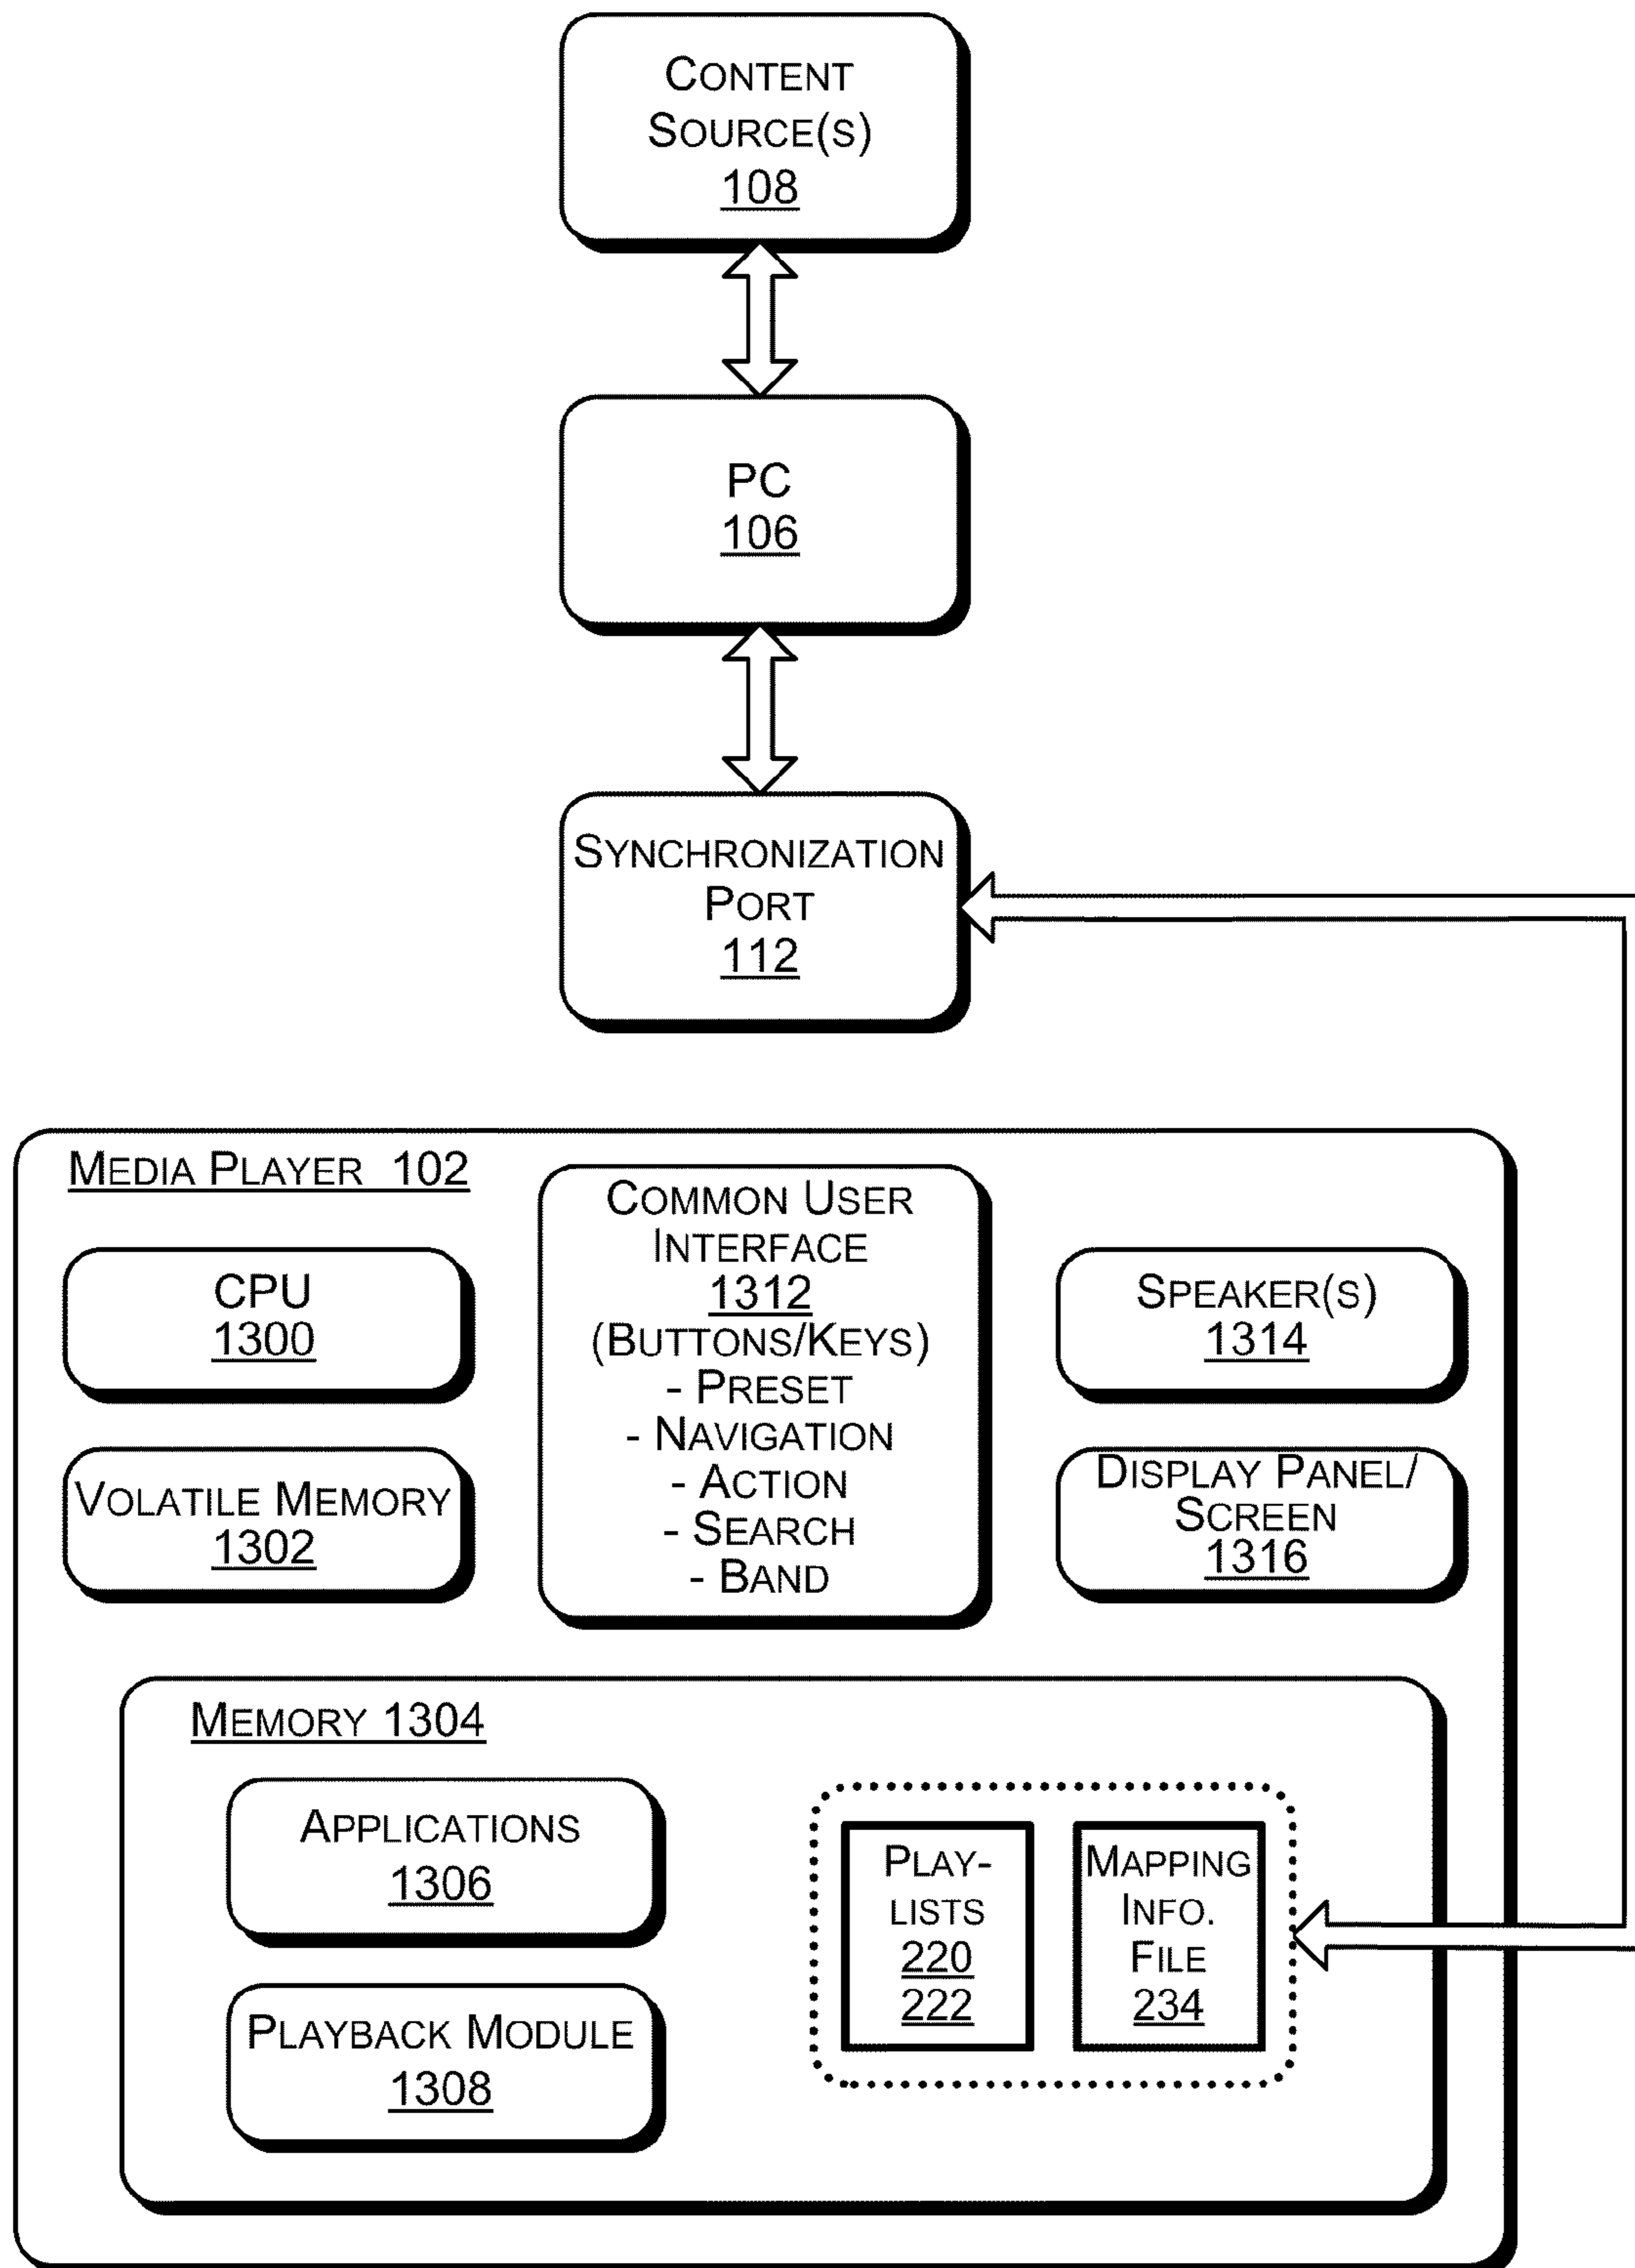 CONTENT
SOURCE(S)
108
PC
106
SYNCHRONIZATION
PORT
112
MEDIA PLAYER 102
CPU
1300
VOLATILE MEMORY
1302
COMMON USER
INTERFACE
1312
(BUTTONS/KEYS)
- PRESET
- NAVIGATION
- ACTION
- SEARCH
- BAND
SPEAKER(S)
1314
DISPLAY PANEL/
SCREEN
1316
MEMORY 1304
APPLICATIONS
1306
PLAYBACK MODULE
1308
PLAY-
LISTS
220
222
MAPPING
INFO.
FILE
234